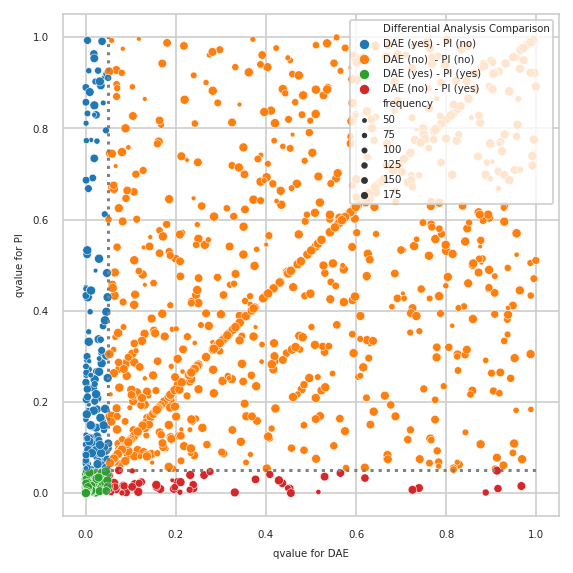 Differential Analysis Comparison
DAE (yes) - PI (no)
DAE (no) - PI (no)
DAE (yes) - PI (yes)
DAE (no) - PI (yes)
frequency
50
75
100
125
150
175
1.0
0.8
0.6
0.4
0.2
0.0
qvalue for PI
0.0 0.2 0.4 0.6 0.8 1.0
qvalue for DAE